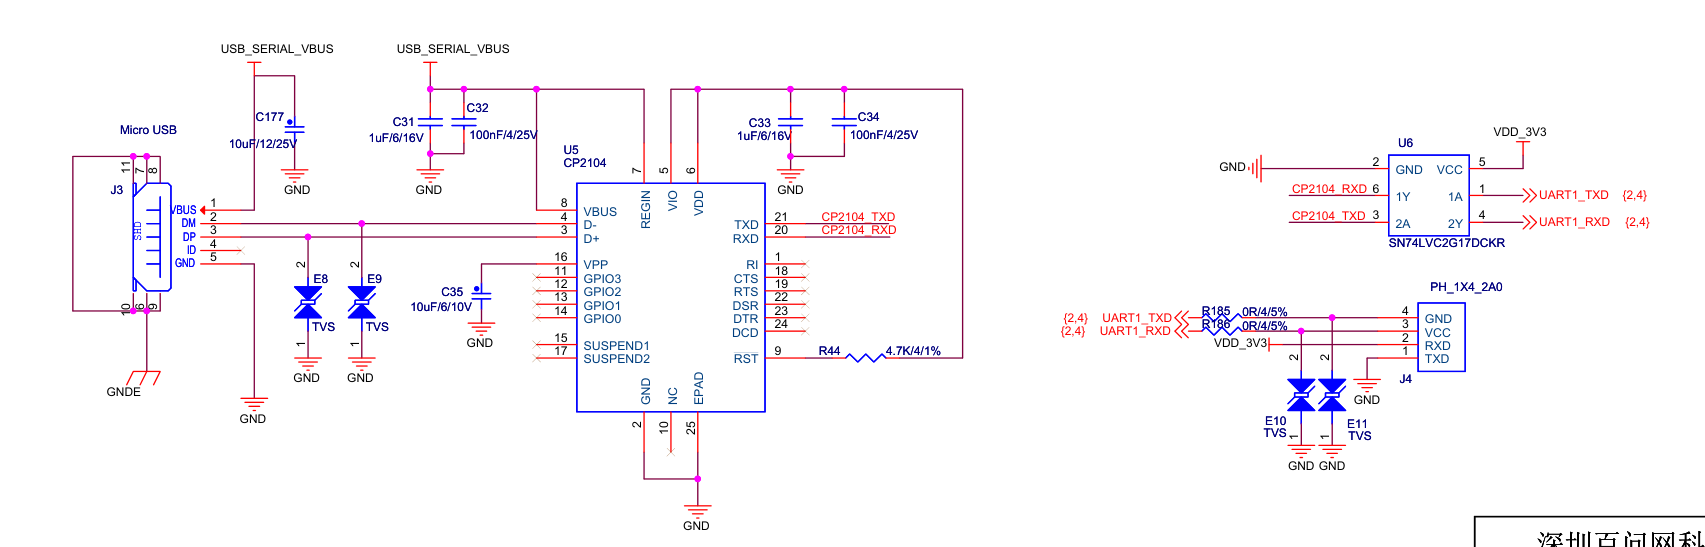 USB_SERIAL_VBUS
USB_SERIAL_VBUS
C177
10uF/12/25V
GND
Micro USB
J3
11
7
8
SHD
VBUS 1
DM 2
DP 3
ID 4
GND 5
10
6
9
GNDE
GND
2
E8
TVS
1
GND
2
E9
TVS
1
GND
C31
1uF/6/16V
C32
100nF/4/25V
GND
C33
1uF/6/16V
C34
100nF/4/25V
GND
C35
10uF/6/10V
GND
U5
CP2104
7
5
6
REGIN
VIO
VDD
8 VBUS
4 D-
3 D+
16 VPP
11 GPIO3
12 GPIO2
13 GPIO1
14 GPIO0
15 SUSPEND1
17 SUSPEND2
TXD 21 CP2104_TXD
RXD 20 CP2104_RXD
RI 1
CTS 18
RTS 19
DSR 22
DTR 23
DCD 24
RST 9
R44 4.7K/4/1%
GND
NC
EPAD
2
10
25
GND
U6
VDD_3V3
GND 2 GND VCC 5
CP2104_RXD 6 1Y 1A 1 UART1_TXD {2,4}
CP2104_TXD 3 2A 2Y 4 UART1_RXD {2,4}
SN74LVC2G17DCKR
PH_1X4_2A0
{2,4} UART1_TXD R185 0R/4/5% 4 GND
{2,4} UART1_RXD R186 0R/4/5% 3 VCC
VDD_3V3 2 RXD
1 TXD
J4
GND
2
2
E10
TVS
1
E11
TVS
1
GND GND
深圳百问网科